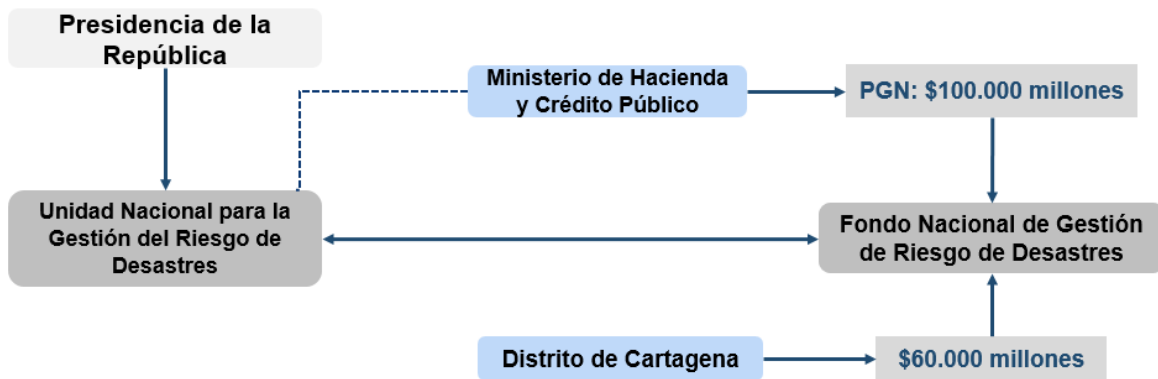 Presidencia de la
República
Ministerio de Hacienda
y Crédito Público
PGN: $100.000 millones
Unidad Nacional para la
Gestión del Riesgo de
Desastres
Fondo Nacional de Gestión
de Riesgo de Desastres
Distrito de Cartagena
$60.000 millones